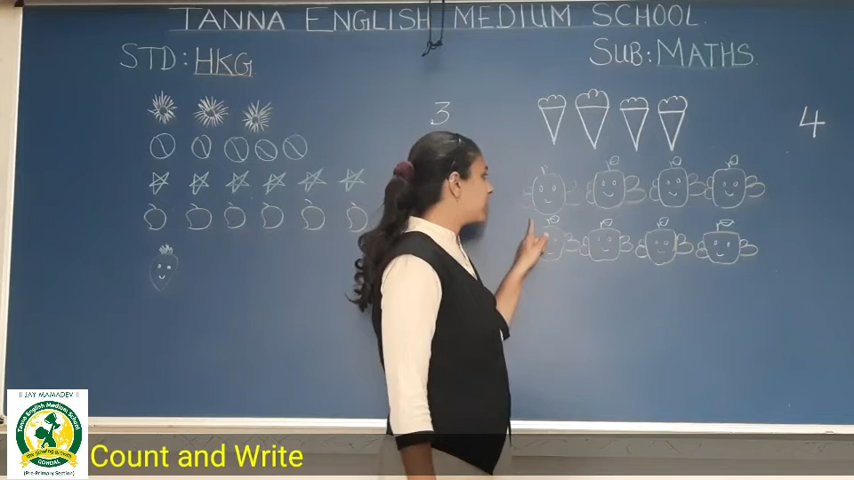 TANNA ENGLISH MEDIUM SCHOOL
STD: HKG
SUB: MATHS
3
4
|| JAY MAMADEV ||
Tanna English Medium School
GONDAL
(Pre-Primary Section)
Count and Write